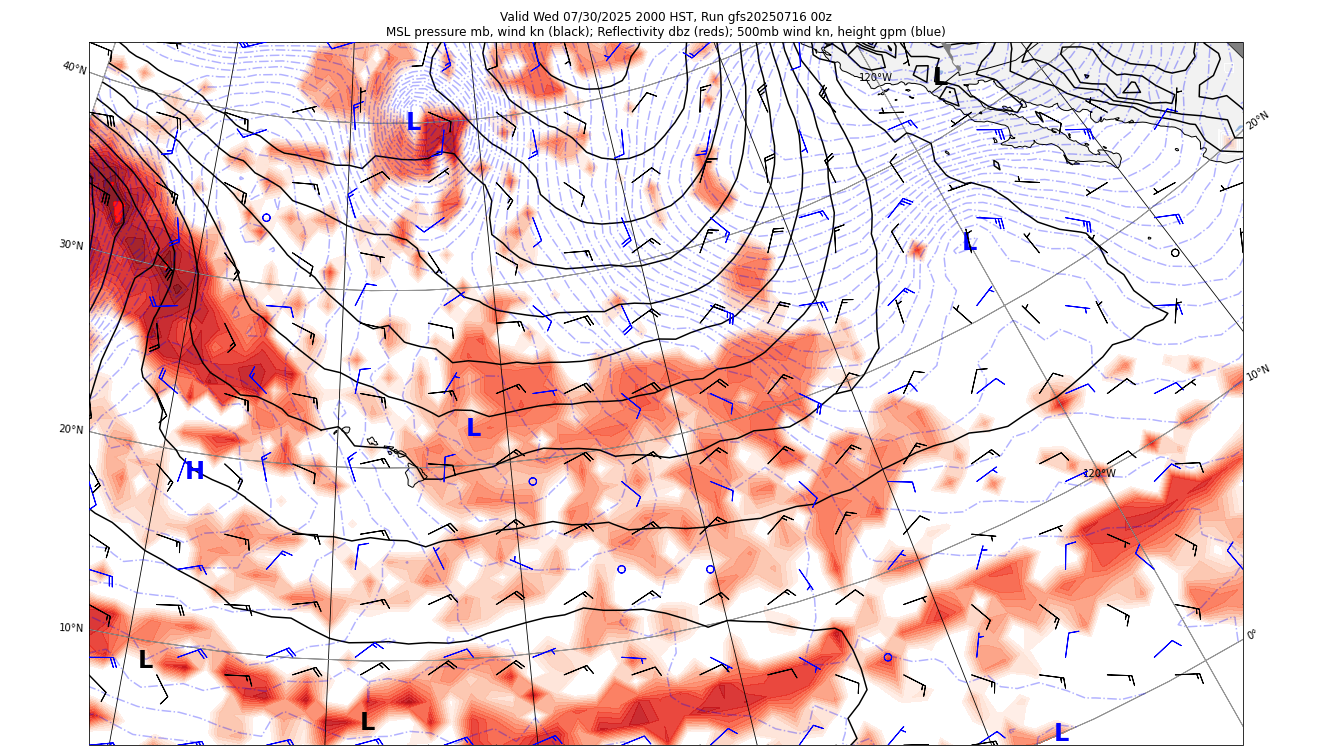 Valid Wed 07/30/2025 2000 HST, Run gfs20250716 00z
MSL pressure mb, wind kn (black); Reflectivity dbz (reds); 500mb wind kn, height gpm (blue)
40°N
120°W
L
20°N
L
30°N
L
10°N
20°N
L
H
120°W
10°N
0°
L
L
L